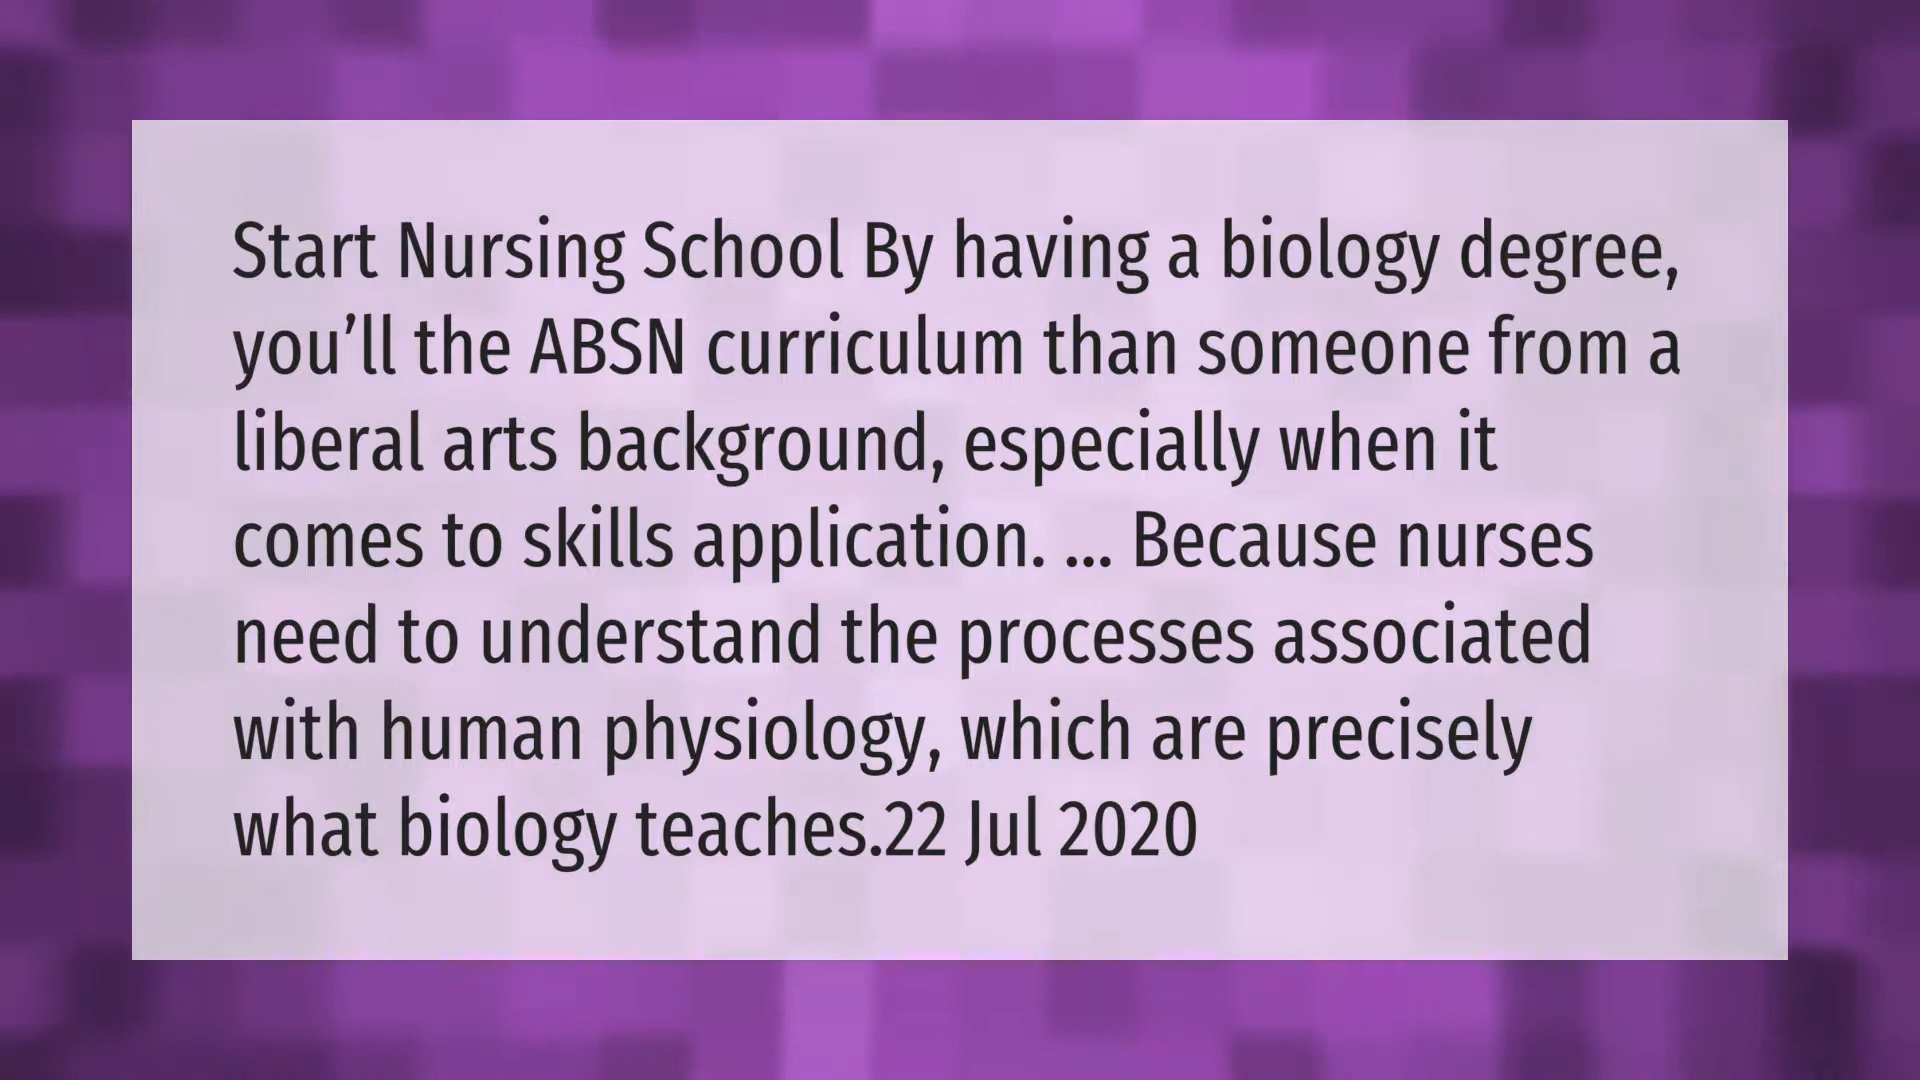 Start Nursing School By having a biology degree,
you’ll the ABSN curriculum than someone from a
liberal arts background, especially when it
comes to skills application. ... Because nurses
need to understand the processes associated
with human physiology, which are precisely
what biology teaches.22 Jul 2020